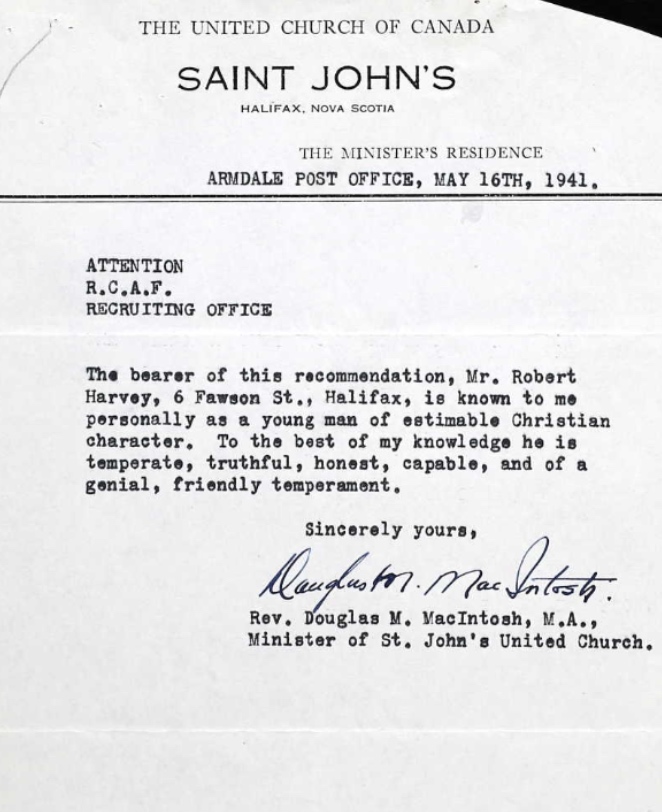 THE UNITED CHURCH OF CANADA
SAINT JOHN'S
HALIFAX, NOVA SCOTIA
THE MINISTER'S RESIDENCE
ARMDALE POST OFFICE, MAY 16TH, 1941.
ATTENTION
R.C.A.F.
RECRUITING OFFICE
The bearer of this recommendation, Mr. Robert
Harvey, 6 Fawson St., Halifax, is known to me
personally as a young man of estimable Christian
character. To the best of my knowledge he is
temperate, truthful, honest, capable, and of a
genial, friendly temperament.
Sincerely yours,
Douglas M. MacIntosh.
Rev. Douglas M. MacIntosh, M.A.,
Minister of St. John's United Church.